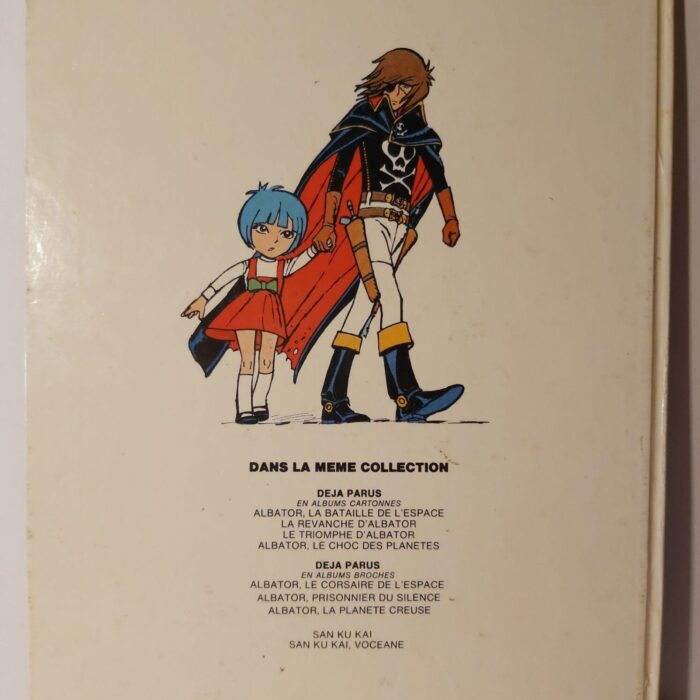 DANS LA MEME COLLECTION
DEJA PARUS
EN ALBUMS CARTONNES
ALBATOR, LA BATAILLE DE L'ESPACE
LA REVANCHE D'ALBATOR
LE TRIOMPHE D'ALBATOR
ALBATOR, LE CHOC DES PLANETES
DEJA PARUS
EN ALBUMS BROCHES
ALBATOR, LE CORSAIRE DE L'ESPACE
ALBATOR, PRISONNIER DU SILENCE
ALBATOR, LA PLANETE CREUSE
SAN KU KAI
SAN KU KAI, VOCEANE